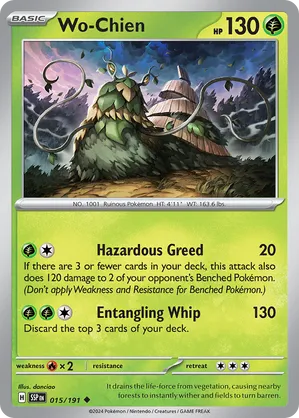 BASIC
Wo-Chien
HP 130
NO. 1001 Ruinous Pokémon HT: 4'11" WT: 163.6 lbs.
Hazardous Greed 20
If there are 3 or fewer cards in your deck, this attack also
does 120 damage to 2 of your opponent's Benched Pokémon.
(Don't apply Weakness and Resistance for Benched Pokémon.)
Entangling Whip 130
Discard the top 3 cards of your deck.
weakness ×2 resistance retreat
Illus. danciao
H SSP EN 015/191
It drains the life-force from vegetation, causing nearby
forests to instantly wither and fields to turn barren.
©2024 Pokémon / Nintendo / Creatures / GAME FREAK